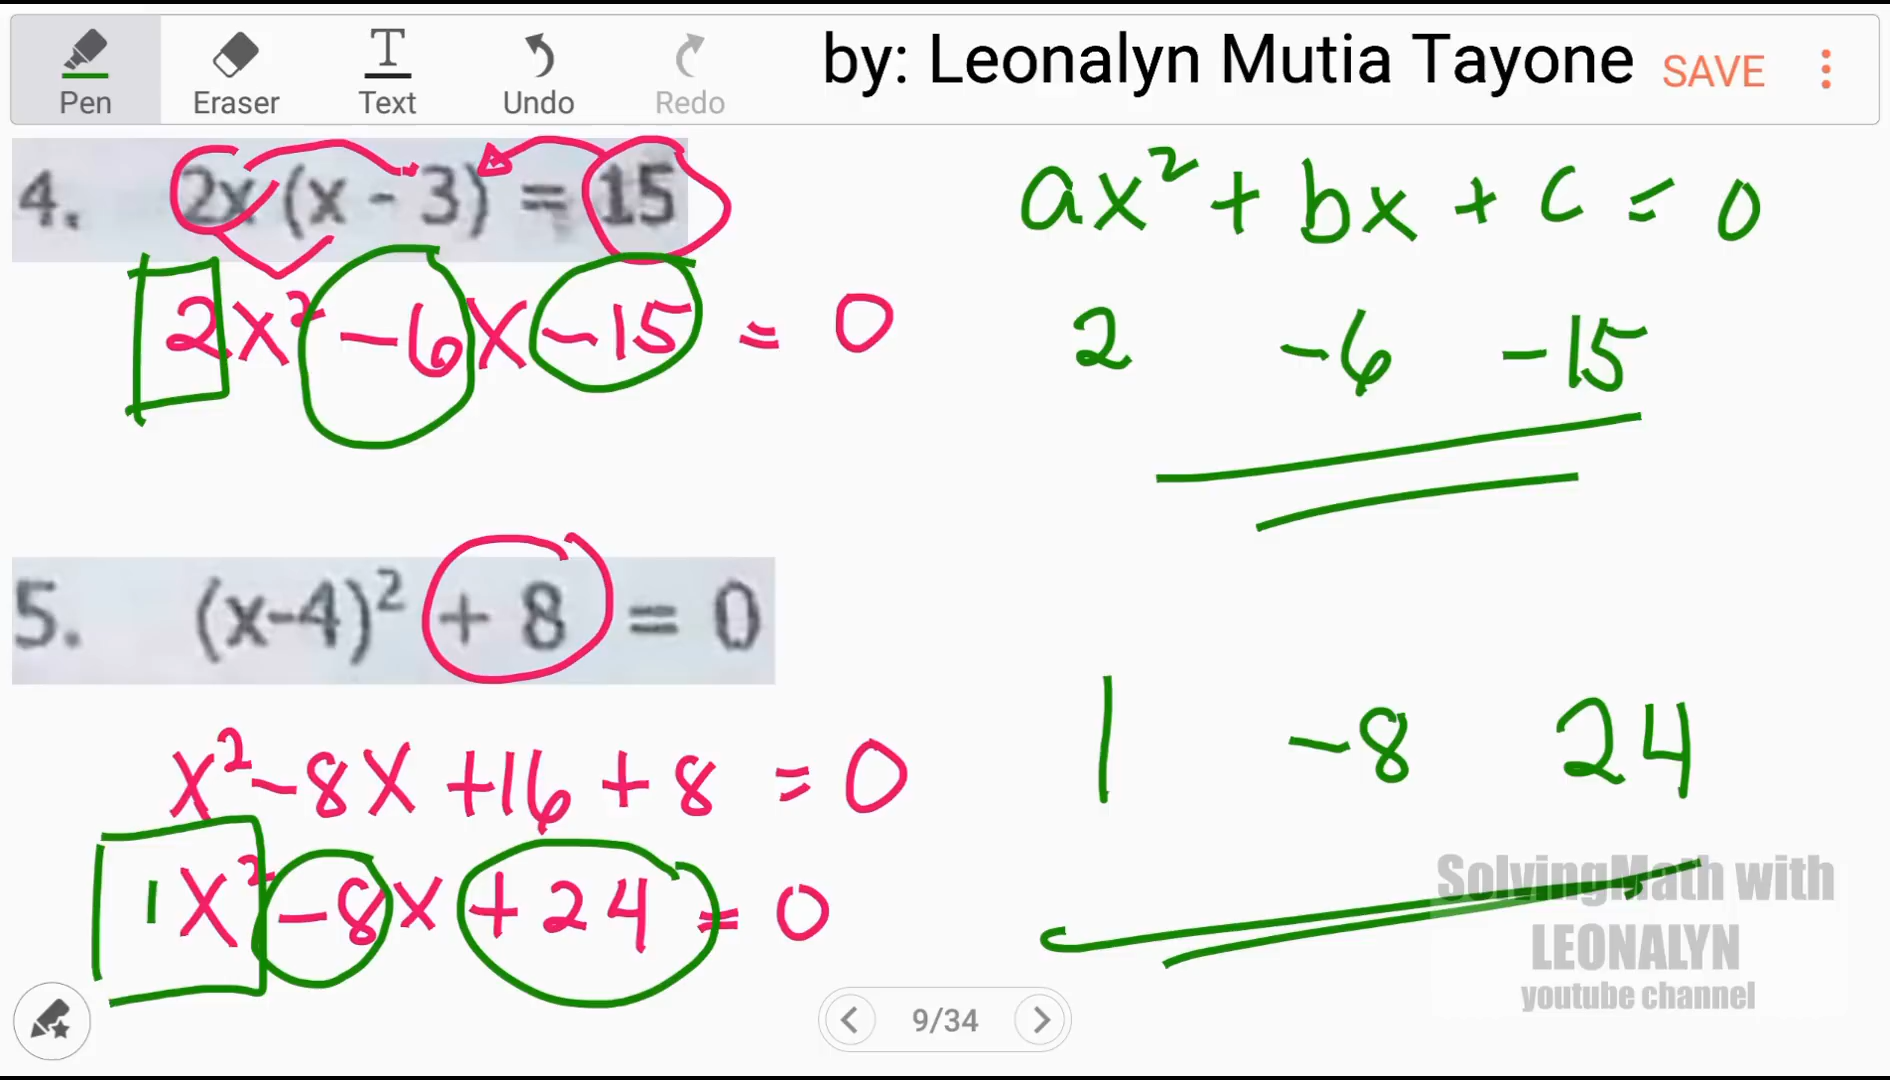 Pen Eraser Text Undo Redo by: Leonalyn Mutia Tayone SAVE
4. 2x (x - 3) = 15
ax² + bx + c = 0
2x² - 6x - 15 = 0
2 -6 -15
5. (x-4)² + 8 = 0
x² - 8x + 16 + 8 = 0
1 -8 24
1x² - 8x + 24 = 0
SolvingMath with
LEONALYN
youtube channel
9/34